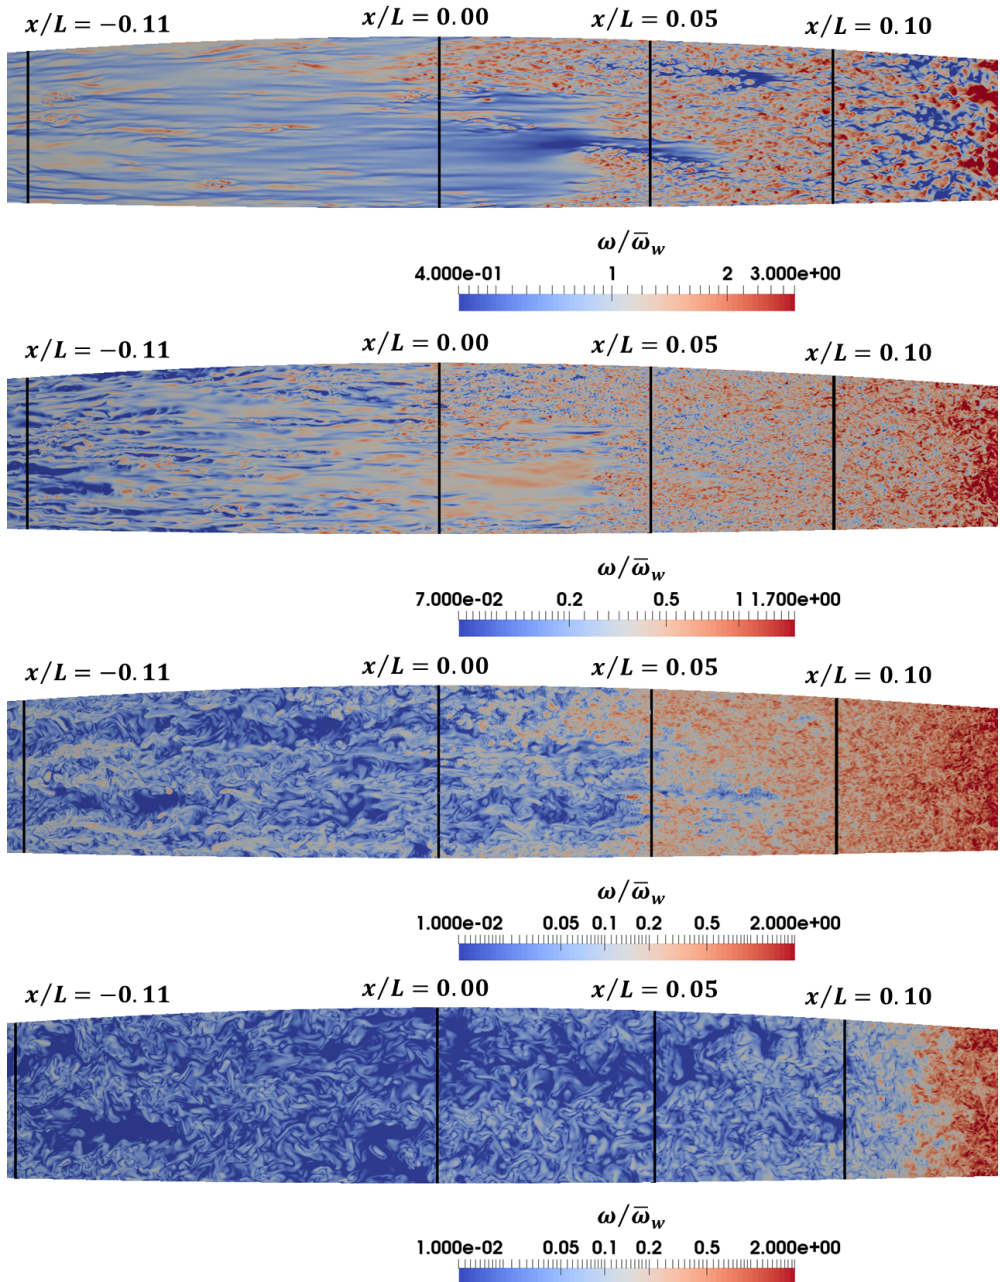 x/L = −0.11 x/L = 0.00 x/L = 0.05 x/L = 0.10
ω/ω̅_w
4.000e-01 1 2 3.000e+00
x/L = −0.11 x/L = 0.00 x/L = 0.05 x/L = 0.10
ω/ω̅_w
7.000e-02 0.2 0.5 1 1.700e+00
x/L = −0.11 x/L = 0.00 x/L = 0.05 x/L = 0.10
ω/ω̅_w
1.000e-02 0.05 0.1 0.2 0.5 2.000e+00
x/L = −0.11 x/L = 0.00 x/L = 0.05 x/L = 0.10
ω/ω̅_w
1.000e-02 0.05 0.1 0.2 0.5 2.000e+00